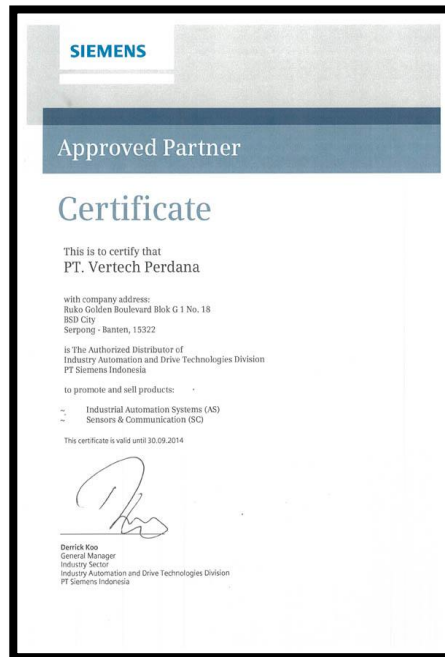 SIEMENS
Approved Partner
Certificate
This is to certify that
PT. Vertech Perdana
with company address:
Ruko Golden Boulevard Blok G 1 No. 18
BSD City
Serpong - Banten, 15322
is The Authorized Distributor of
Industry Automation and Drive Technologies Division
PT Siemens Indonesia
to promote and sell products:
~ Industrial Automation Systems (AS)
~ Sensors & Communication (SC)
This certificate is valid until 30.09.2014
Derrick Koo
General Manager
Industry Sector
Industry Automation and Drive Technologies Division
PT Siemens Indonesia